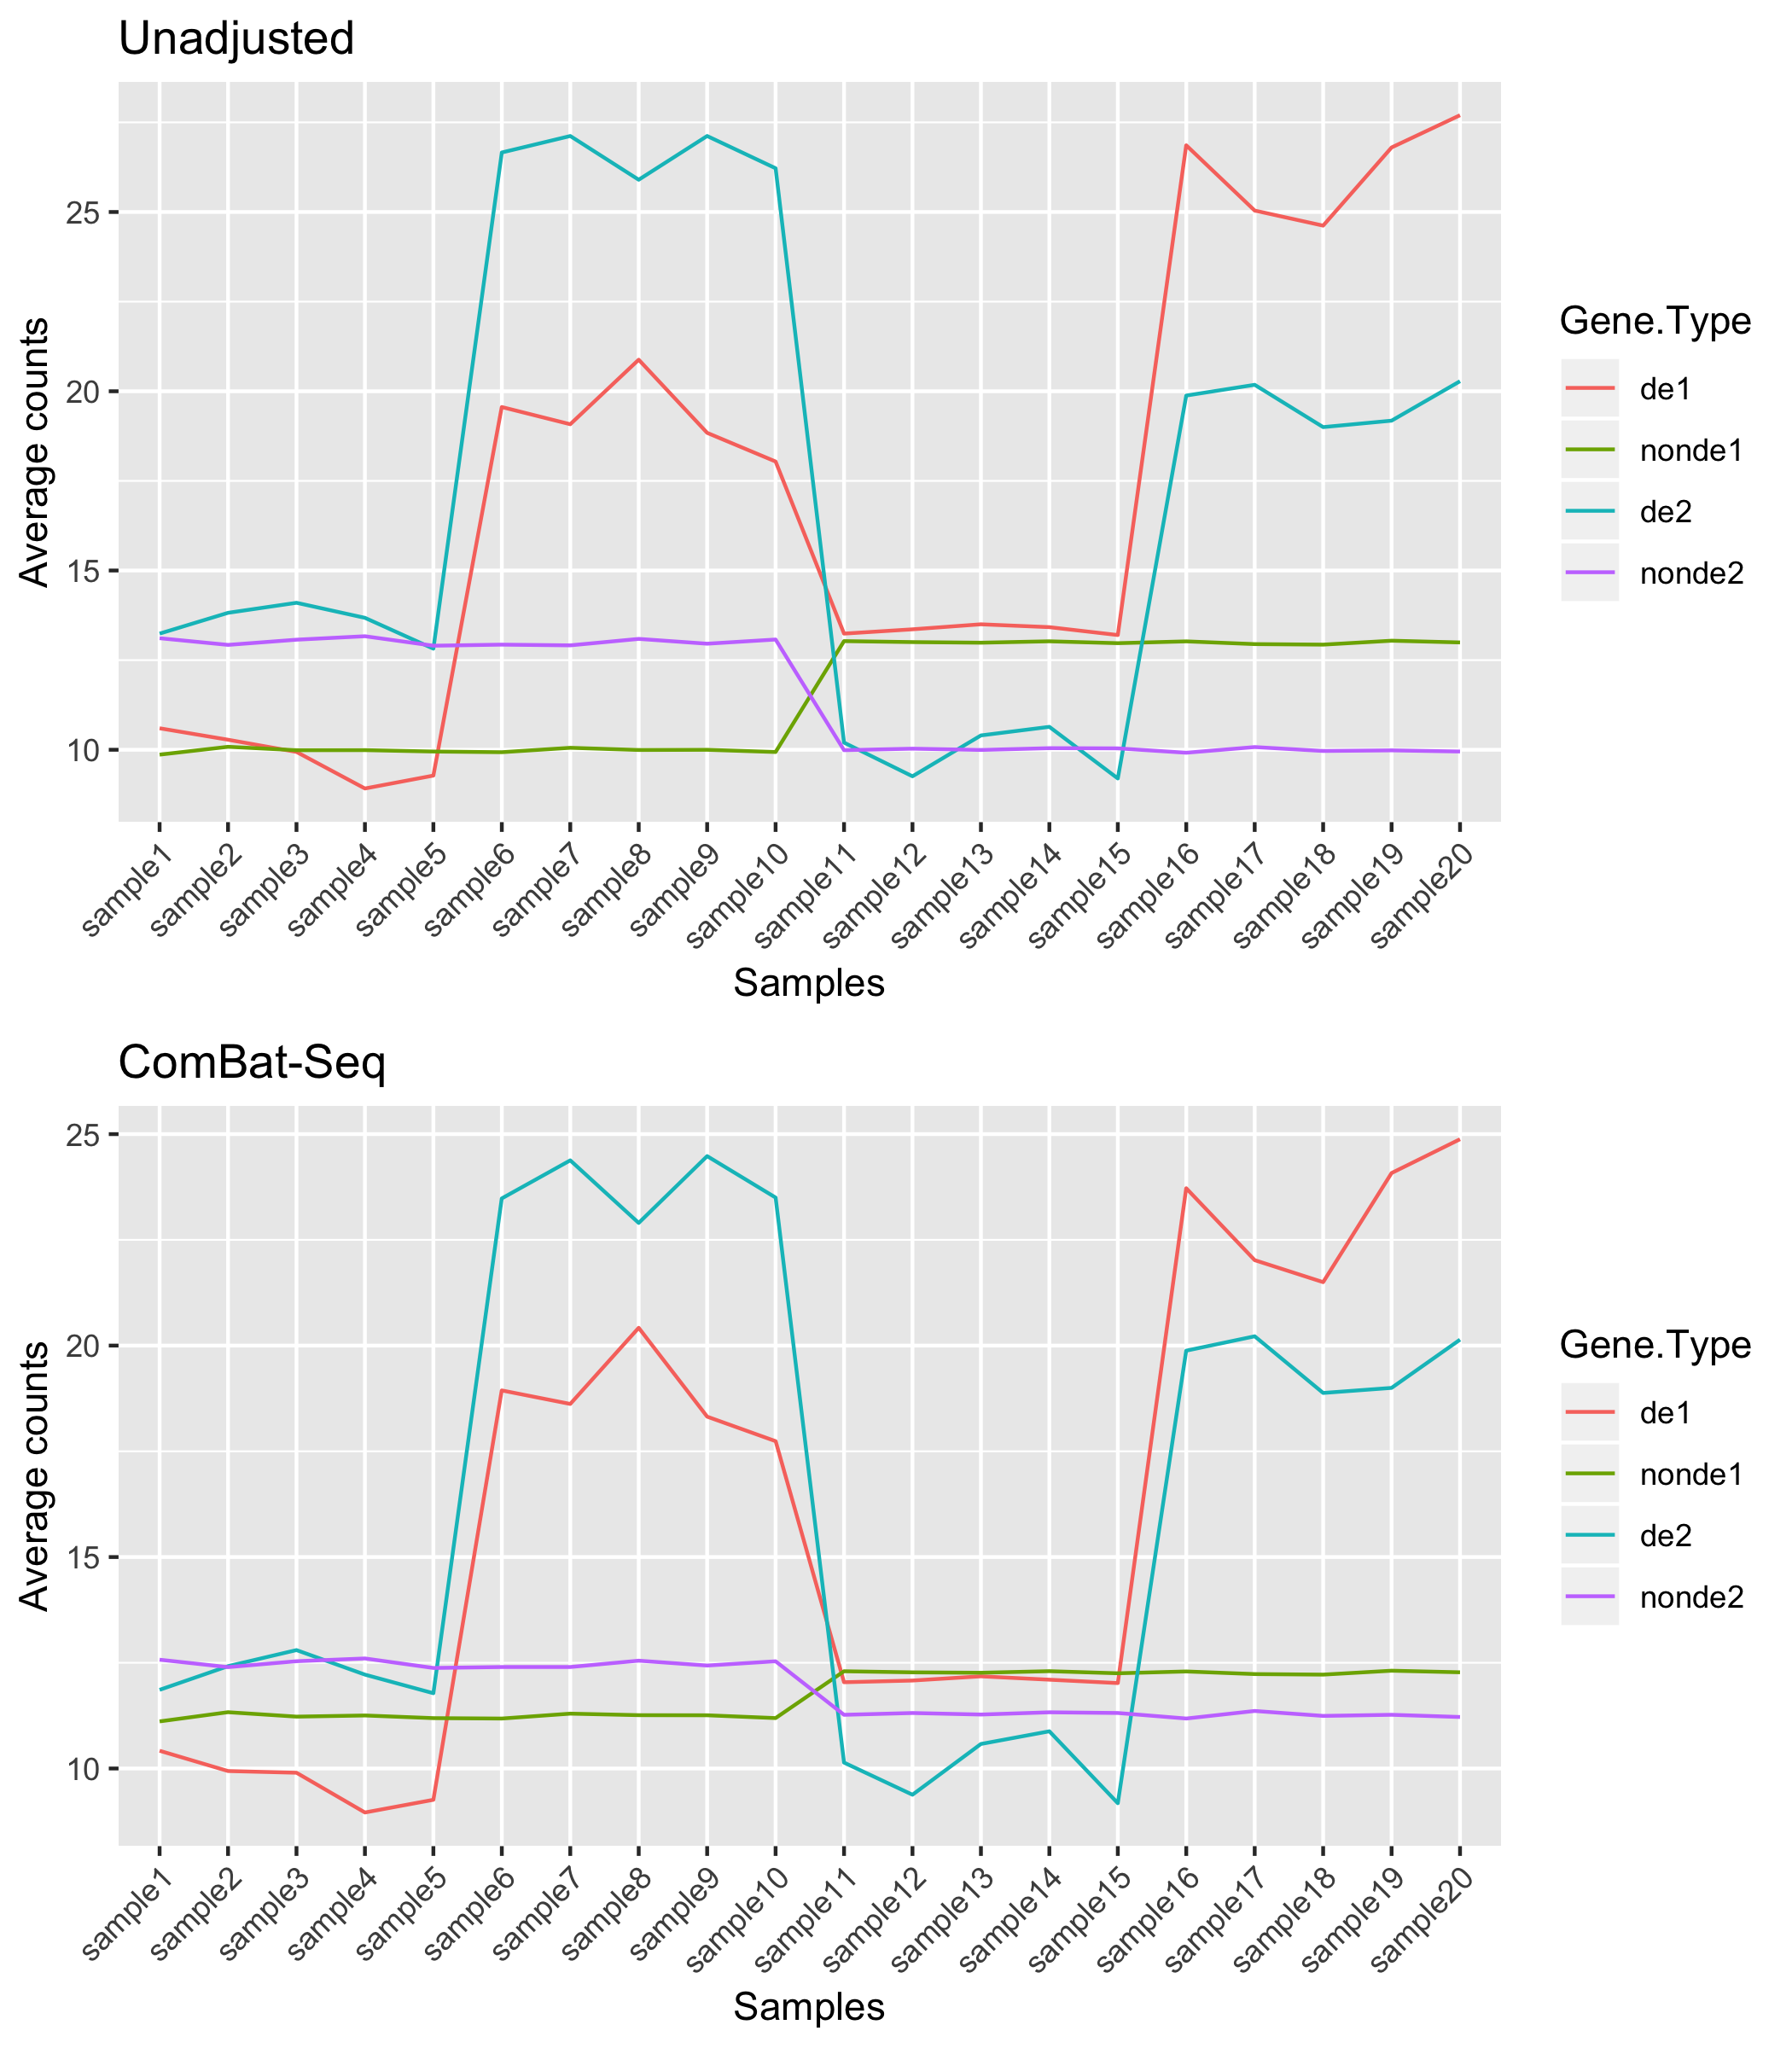 Unadjusted
25
20
15
10
Average counts
sample1
sample2
sample3
sample4
sample5
sample6
sample7
sample8
sample9
sample10
sample11
sample12
sample13
sample14
sample15
sample16
sample17
sample18
sample19
sample20
Samples
Gene.Type
de1
nonde1
de2
nonde2
ComBat-Seq
25
20
15
10
Average counts
sample1
sample2
sample3
sample4
sample5
sample6
sample7
sample8
sample9
sample10
sample11
sample12
sample13
sample14
sample15
sample16
sample17
sample18
sample19
sample20
Samples
Gene.Type
de1
nonde1
de2
nonde2